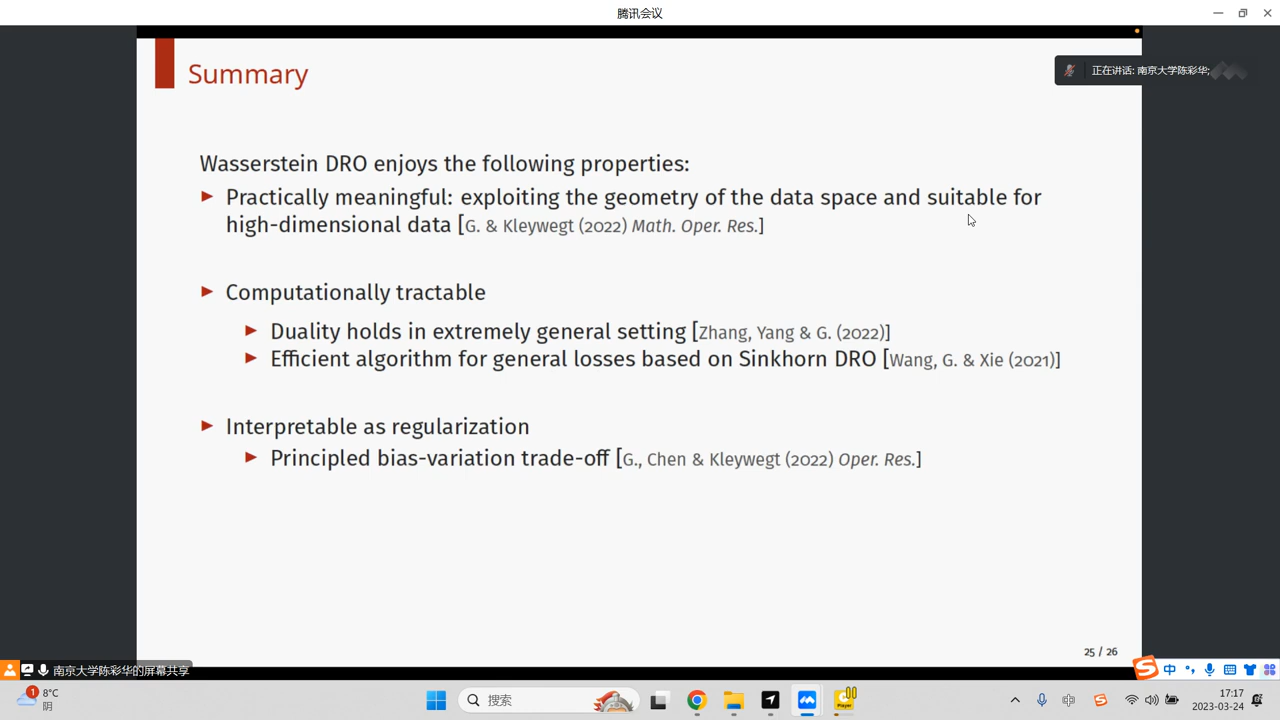 腾讯会议
Summary
正在讲话: 南京大学陈彩华;
Wasserstein DRO enjoys the following properties:
Practically meaningful: exploiting the geometry of the data space and suitable for
high-dimensional data [G. & Kleywegt (2022) Math. Oper. Res.]
Computationally tractable
Duality holds in extremely general setting [Zhang, Yang & G. (2022)]
Efficient algorithm for general losses based on Sinkhorn DRO [Wang, G. & Xie (2021)]
Interpretable as regularization
Principled bias-variation trade-off [G., Chen & Kleywegt (2022) Oper. Res.]
25 / 26
南京大学陈彩华的屏幕共享
中
1
8°C
阴
搜索
Player
中
17:17
2023-03-24